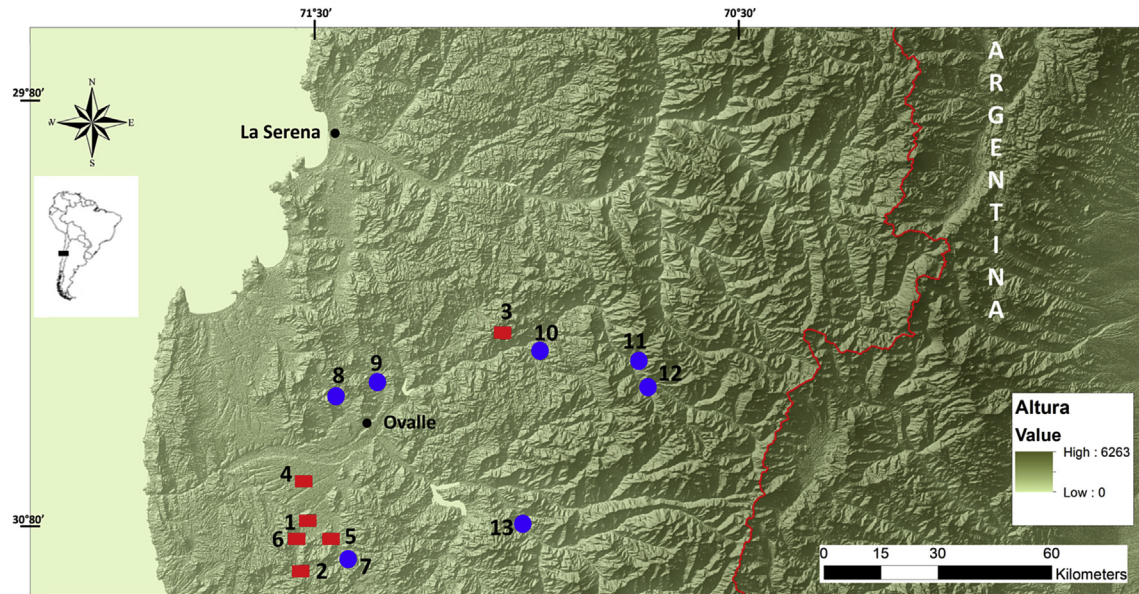 71°30' 70°30'
29°80
N
W E
S
La Serena
ARGENTINA
3
10
11
12
8
9
Ovalle
4
1
6 5
7
2
13
30°80
Altura
Value
High : 6263
Low : 0
0 15 30 60
Kilometers